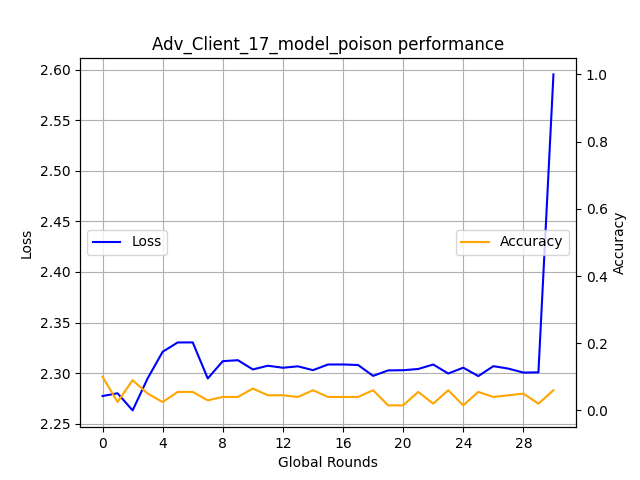 Adv_Client_17_model_poison performance
2.60
2.55
2.50
2.45
2.40
2.35
2.30
2.25
Loss
Loss
Accuracy
1.0
0.8
0.6
0.4
0.2
0.0
Accuracy
0 4 8 12 16 20 24 28
Global Rounds